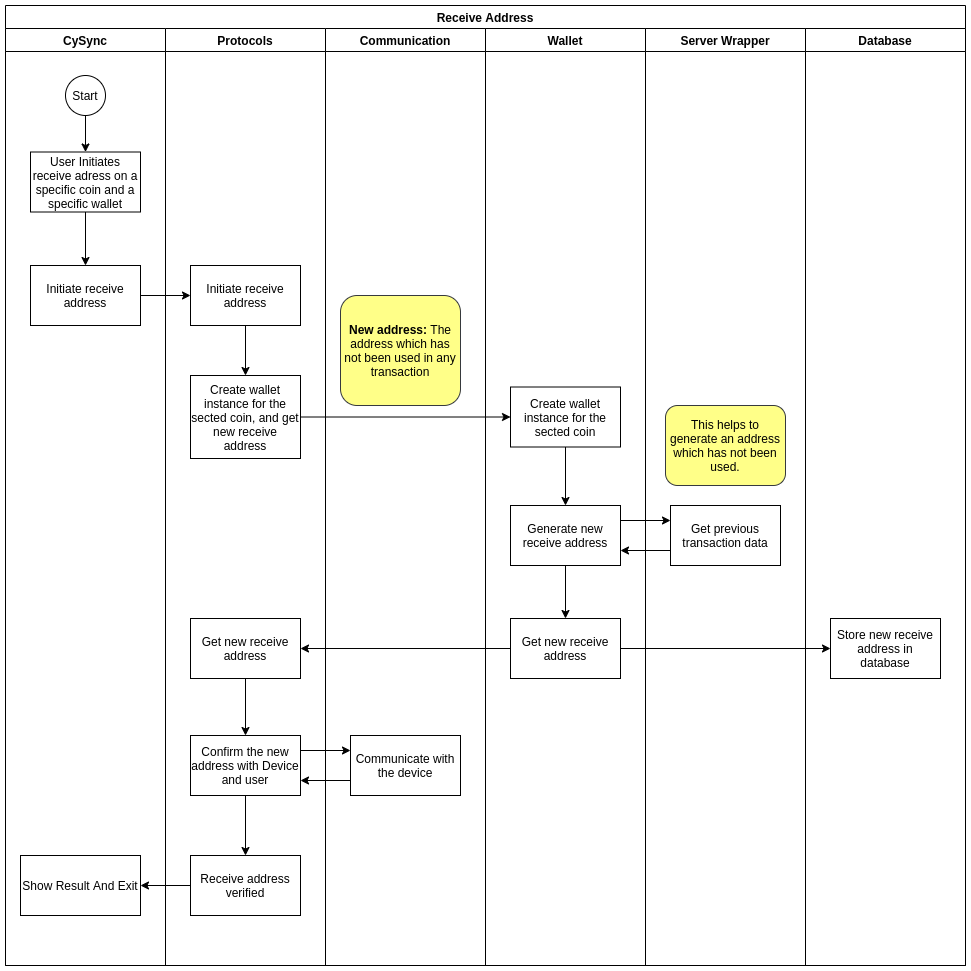 Receive Address
CySync
Protocols
Communication
Wallet
Server Wrapper
Database
Start
User Initiates
receive adress on a
specific coin and a
specific wallet
Initiate receive
address
Initiate receive
address
New address: The
address which has
not been used in any
transaction
Create wallet
instance for the
sected coin, and get
new receive
address
Create wallet
instance for the
sected coin
This helps to
generate an address
which has not been
used.
Generate new
receive address
Get previous
transaction data
Get new receive
address
Get new receive
address
Store new receive
address in
database
Confirm the new
address with Device
and user
Communicate with
the device
Show Result And Exit
Receive address
verified